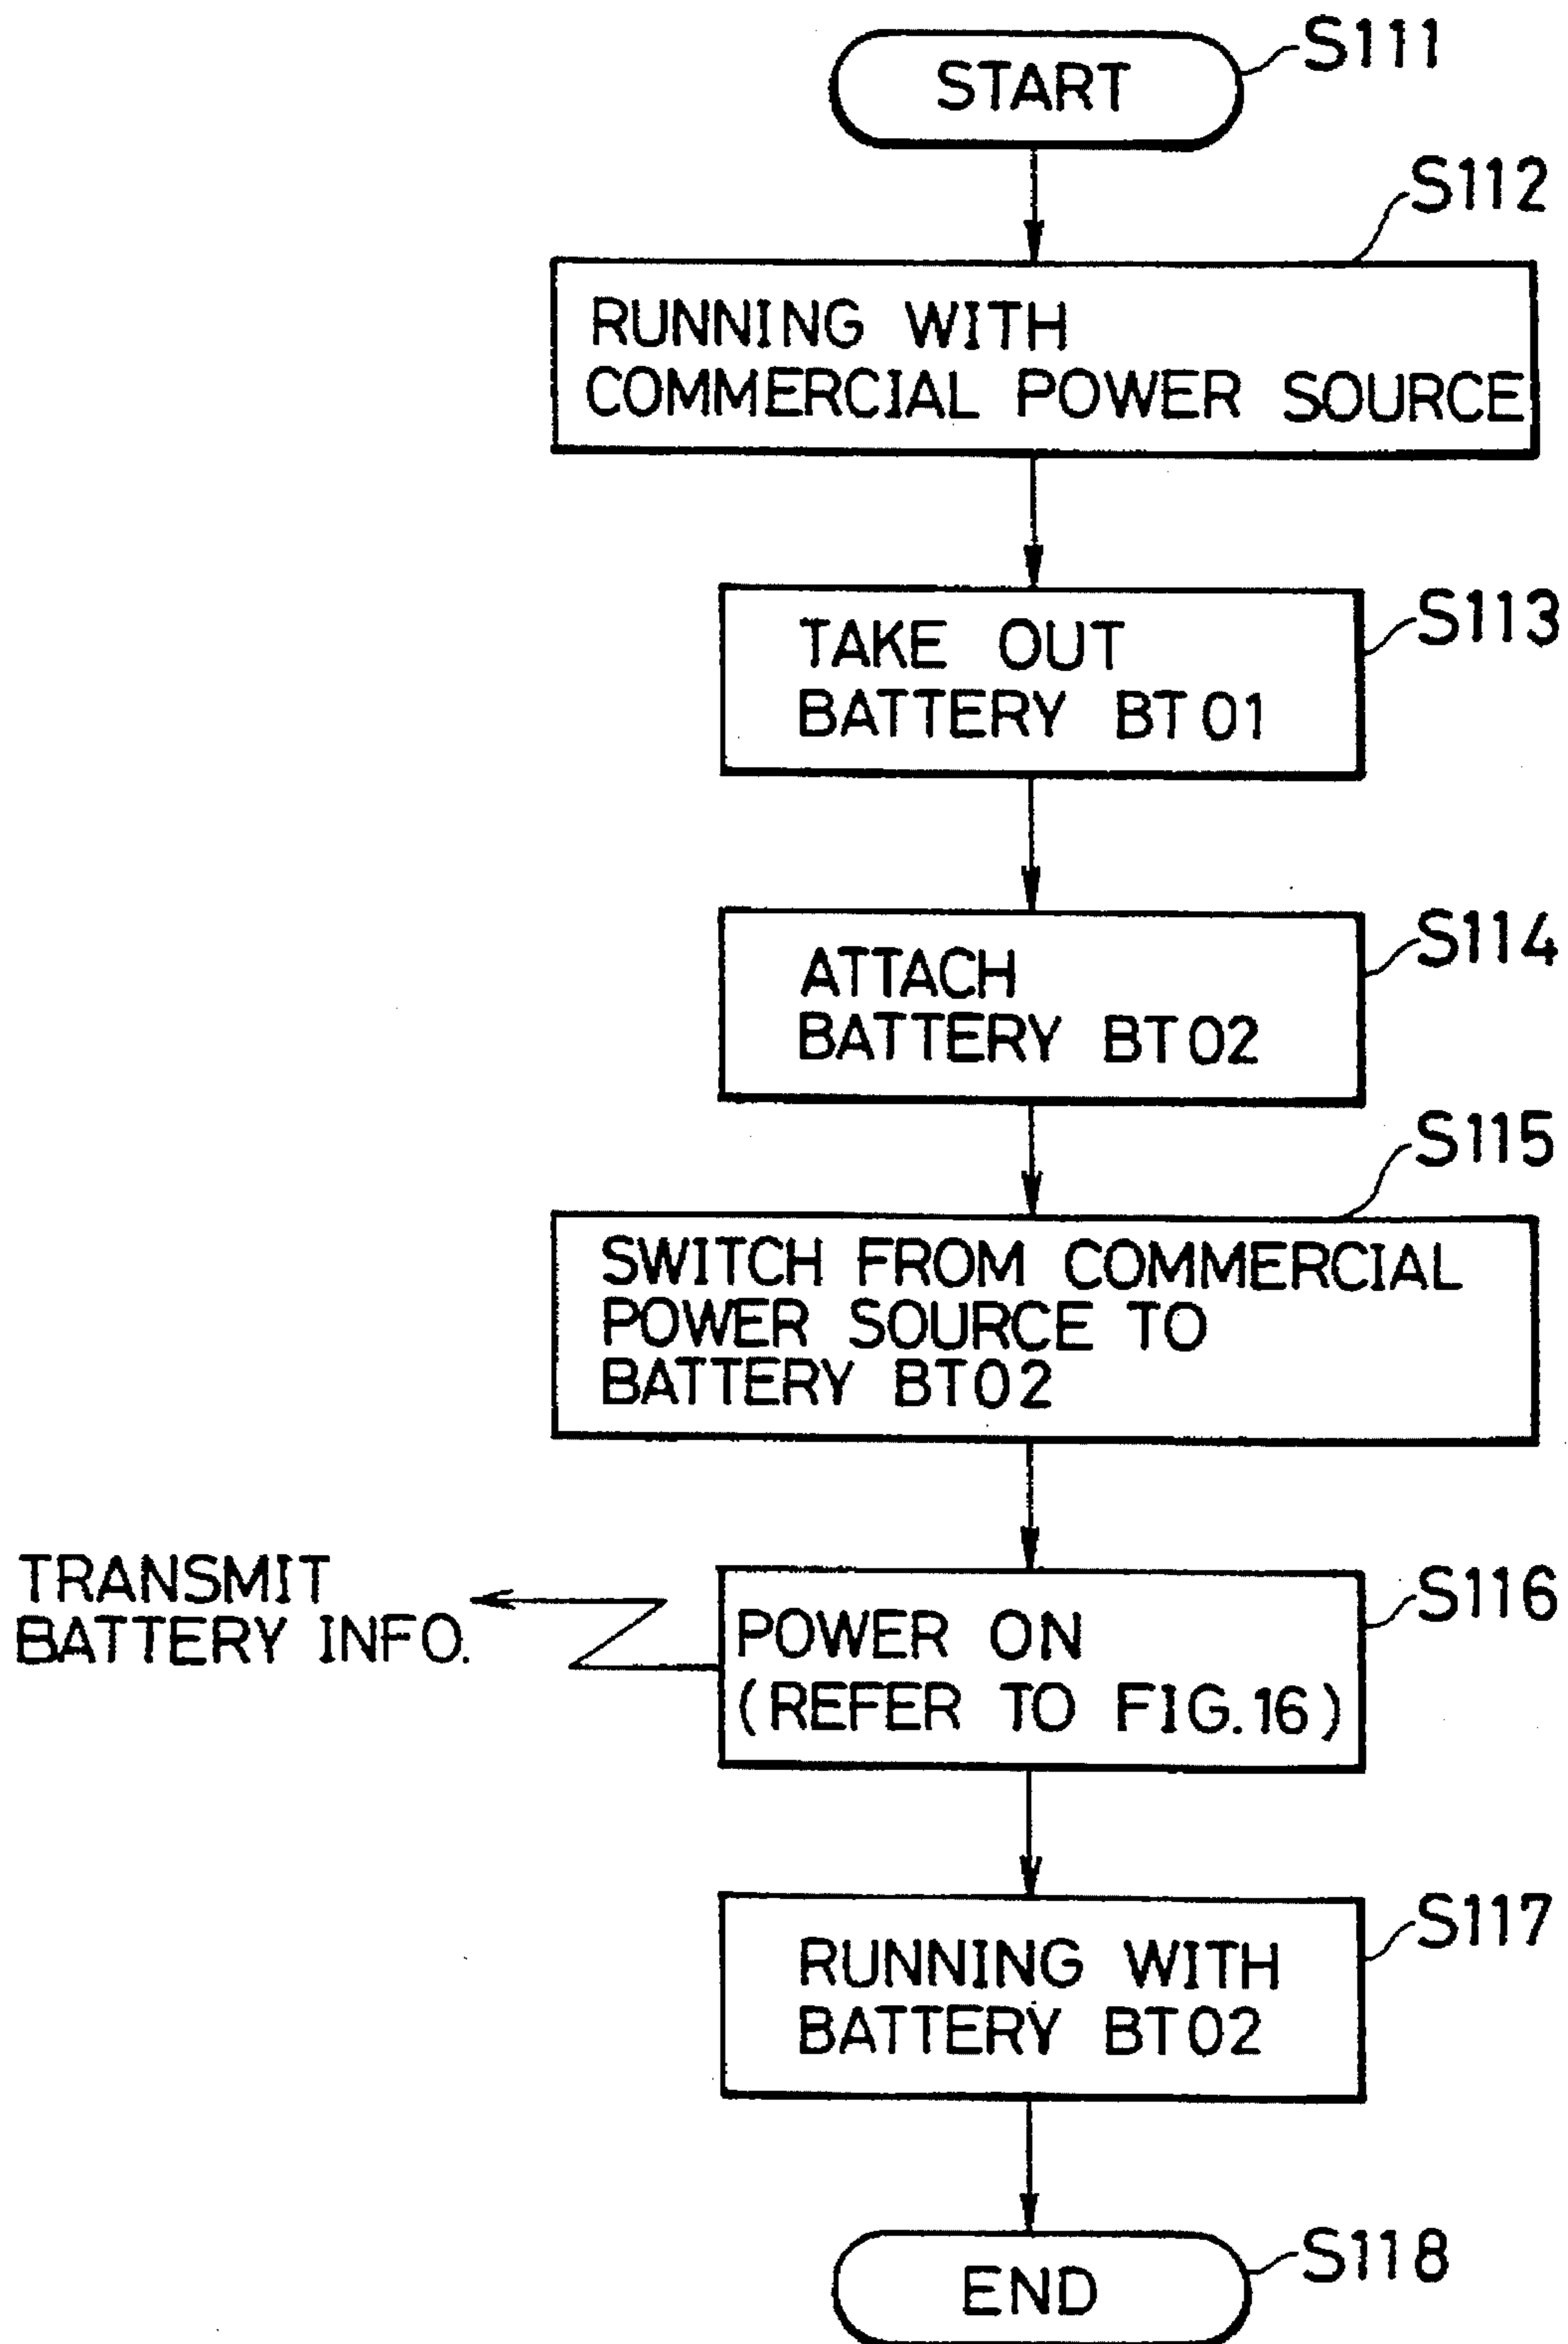 START
S111
S112
RUNNING WITH
COMMERCIAL POWER SOURCE
S113
TAKE OUT
BATTERY BT01
S114
ATTACH
BATTERY BT02
S115
SWITCH FROM COMMERCIAL
POWER SOURCE TO
BATTERY BT02
TRANSMIT
BATTERY INFO.
S116
POWER ON
(REFER TO FIG.16)
S117
RUNNING WITH
BATTERY BT02
S118
END